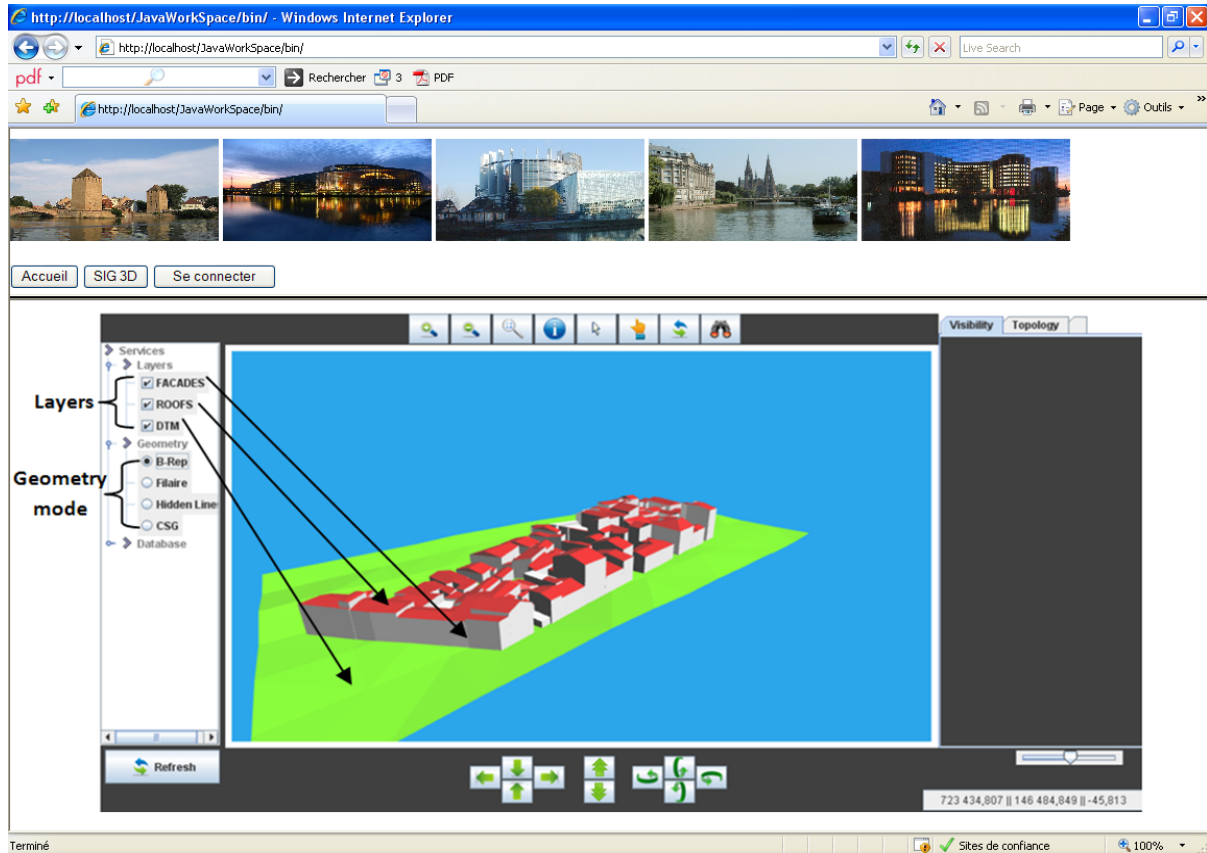 http://localhost/JavaWorkSpace/bin/ - Windows Internet Explorer
http://localhost/JavaWorkSpace/bin/
Live Search
pdf
Rechercher
3
PDF
http://localhost/JavaWorkSpace/bin/
Page
Outils
Accueil
SIG 3D
Se connecter
Visibility
Topology
Services
Layers
FACADES
ROOFS
DTM
Layers
Geometry
B-Rep
Filaire
Hidden Line
CSG
Geometry
mode
Database
Refresh
723 434,807 || 146 484,849 || -45,813
Terminé
Sites de confiance
100%